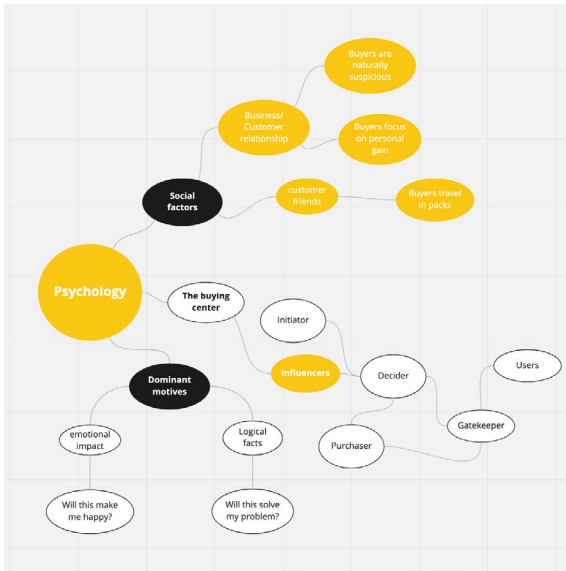 Buyers are
naturally
suspicious
Business/
Customer
relationship
Buyers focus
on personal
gain
Social
factors
customer
friends
Buyers travel
in packs
Psychology
The buying
center
Initiator
Influencers
Decider
Users
Dominant
motives
Gatekeeper
Purchaser
emotional
impact
Logical
facts
Will this make
me happy?
Will this solve
my problem?